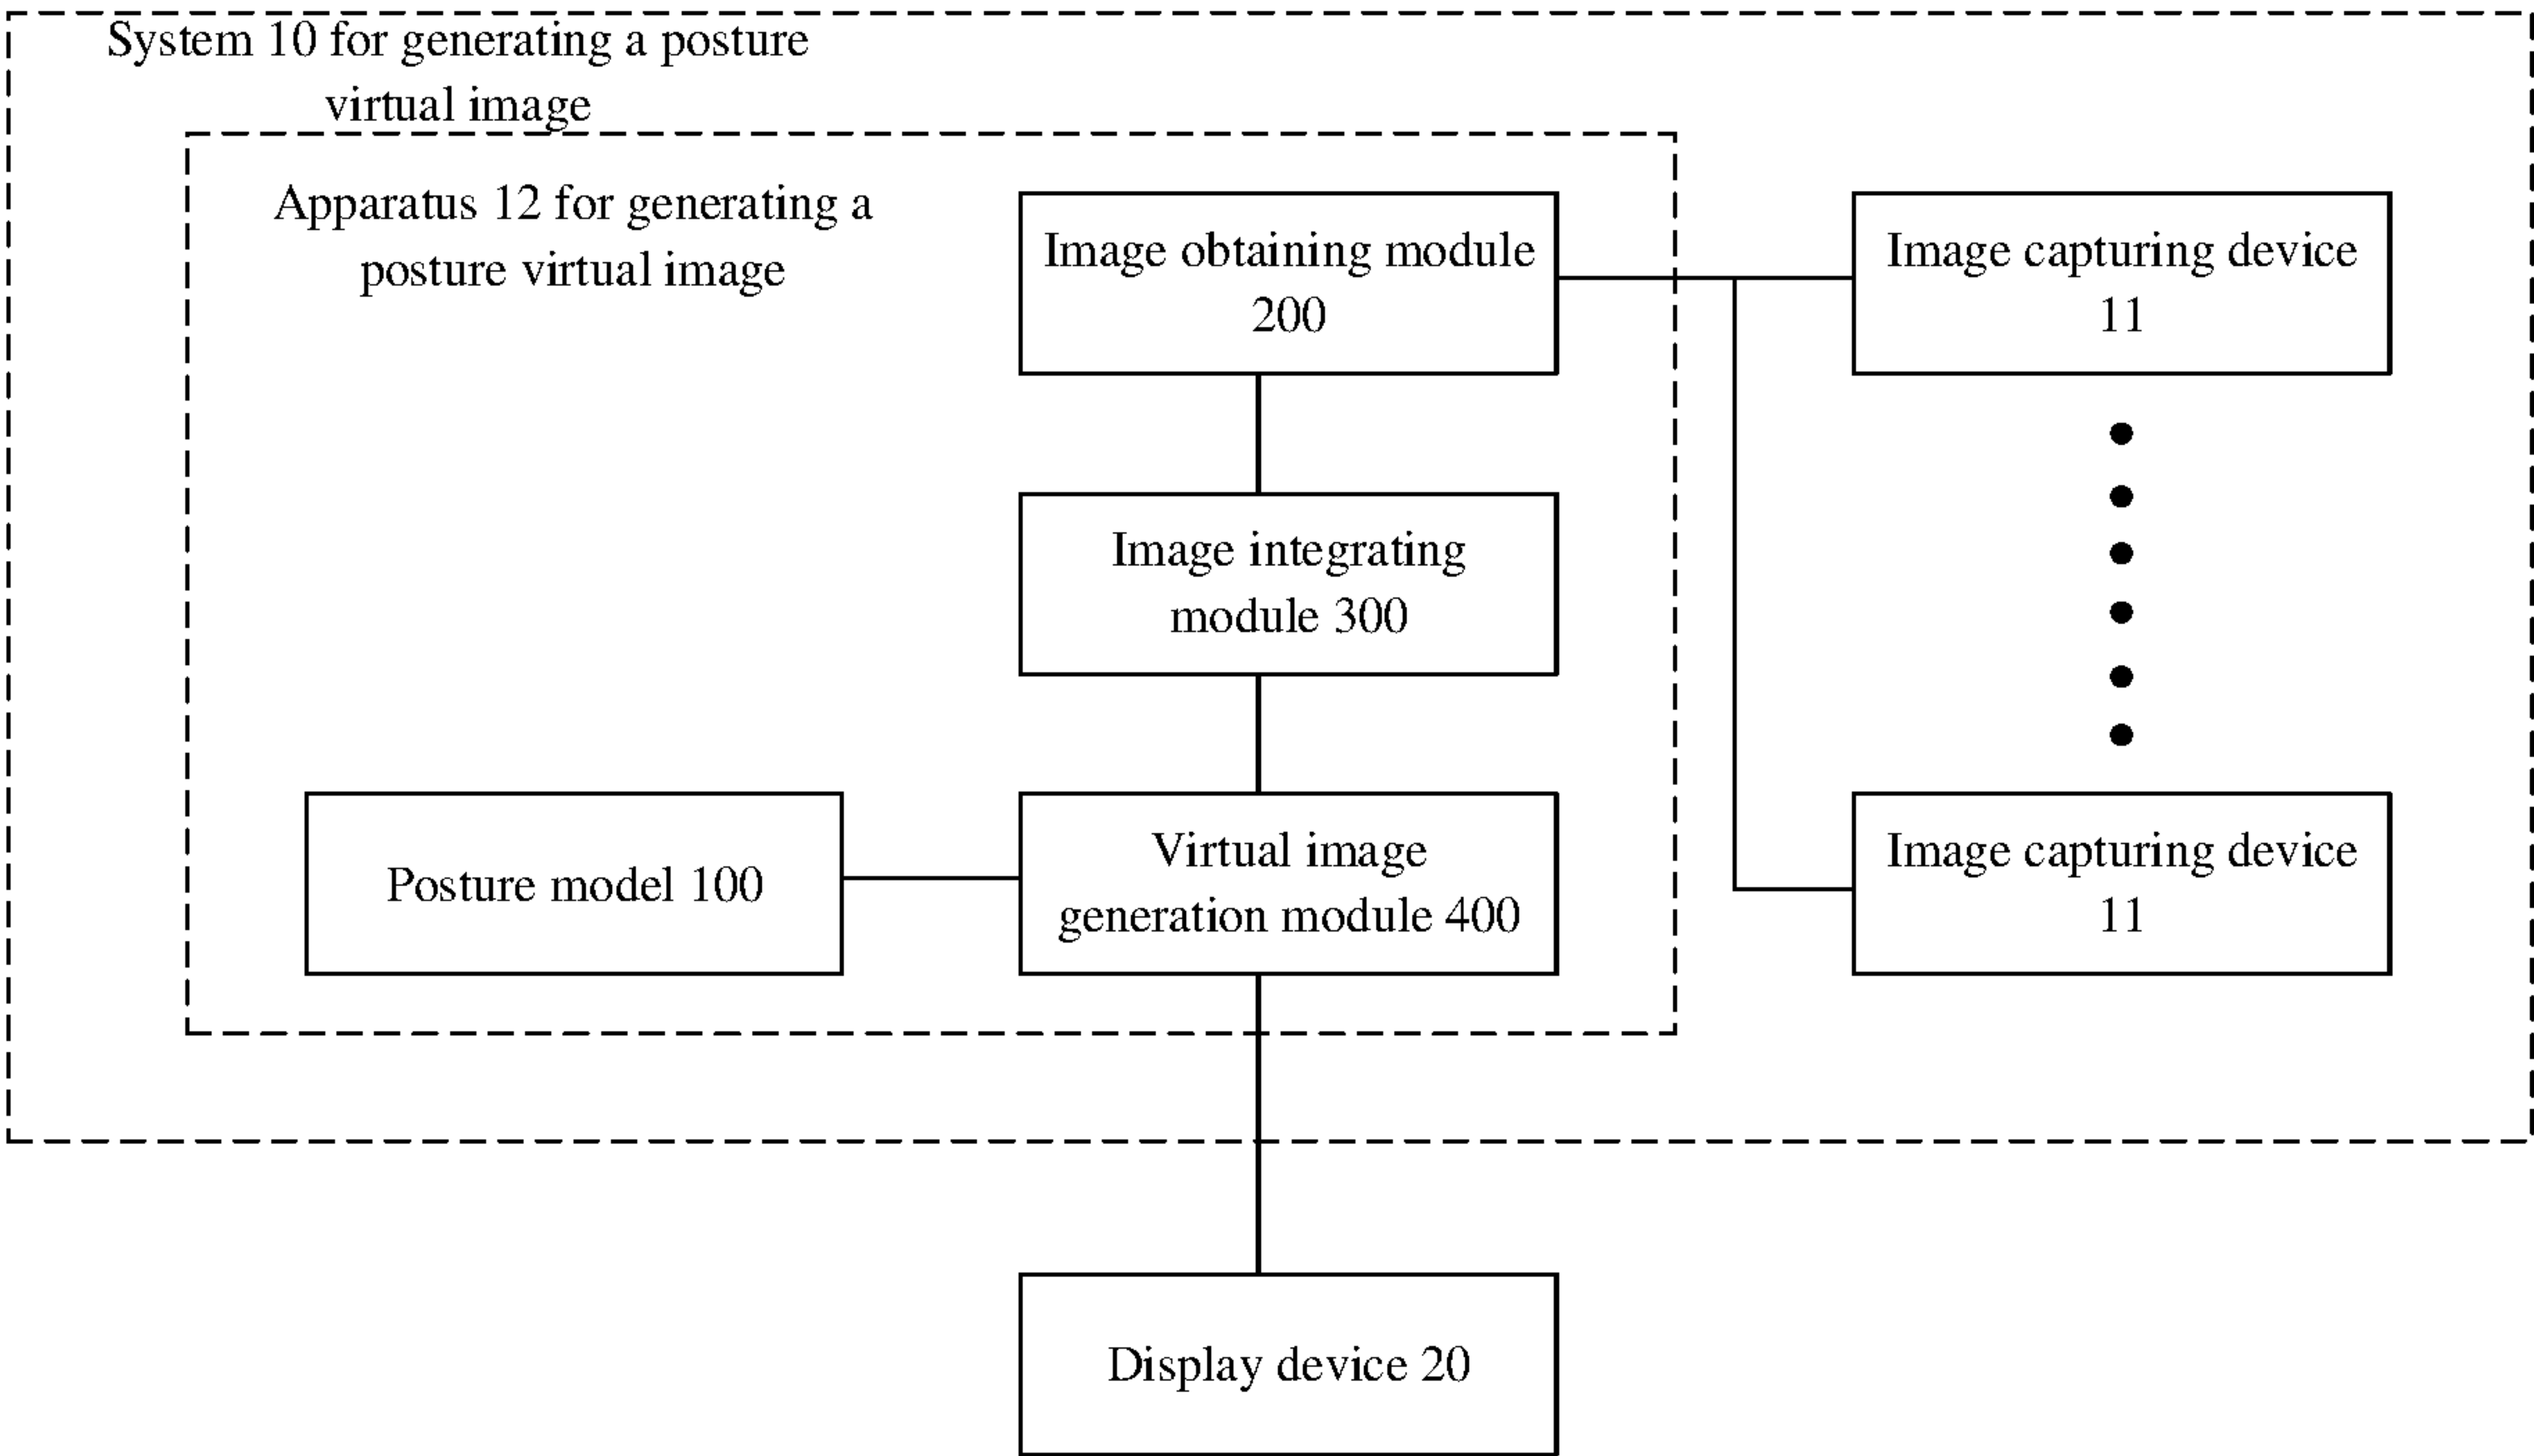 System 10 for generating a posture
virtual image
Apparatus 12 for generating a
posture virtual image
Image obtaining module
200
Image capturing device
11
Image integrating
module 300
Posture model 100
Virtual image
generation module 400
Image capturing device
11
Display device 20